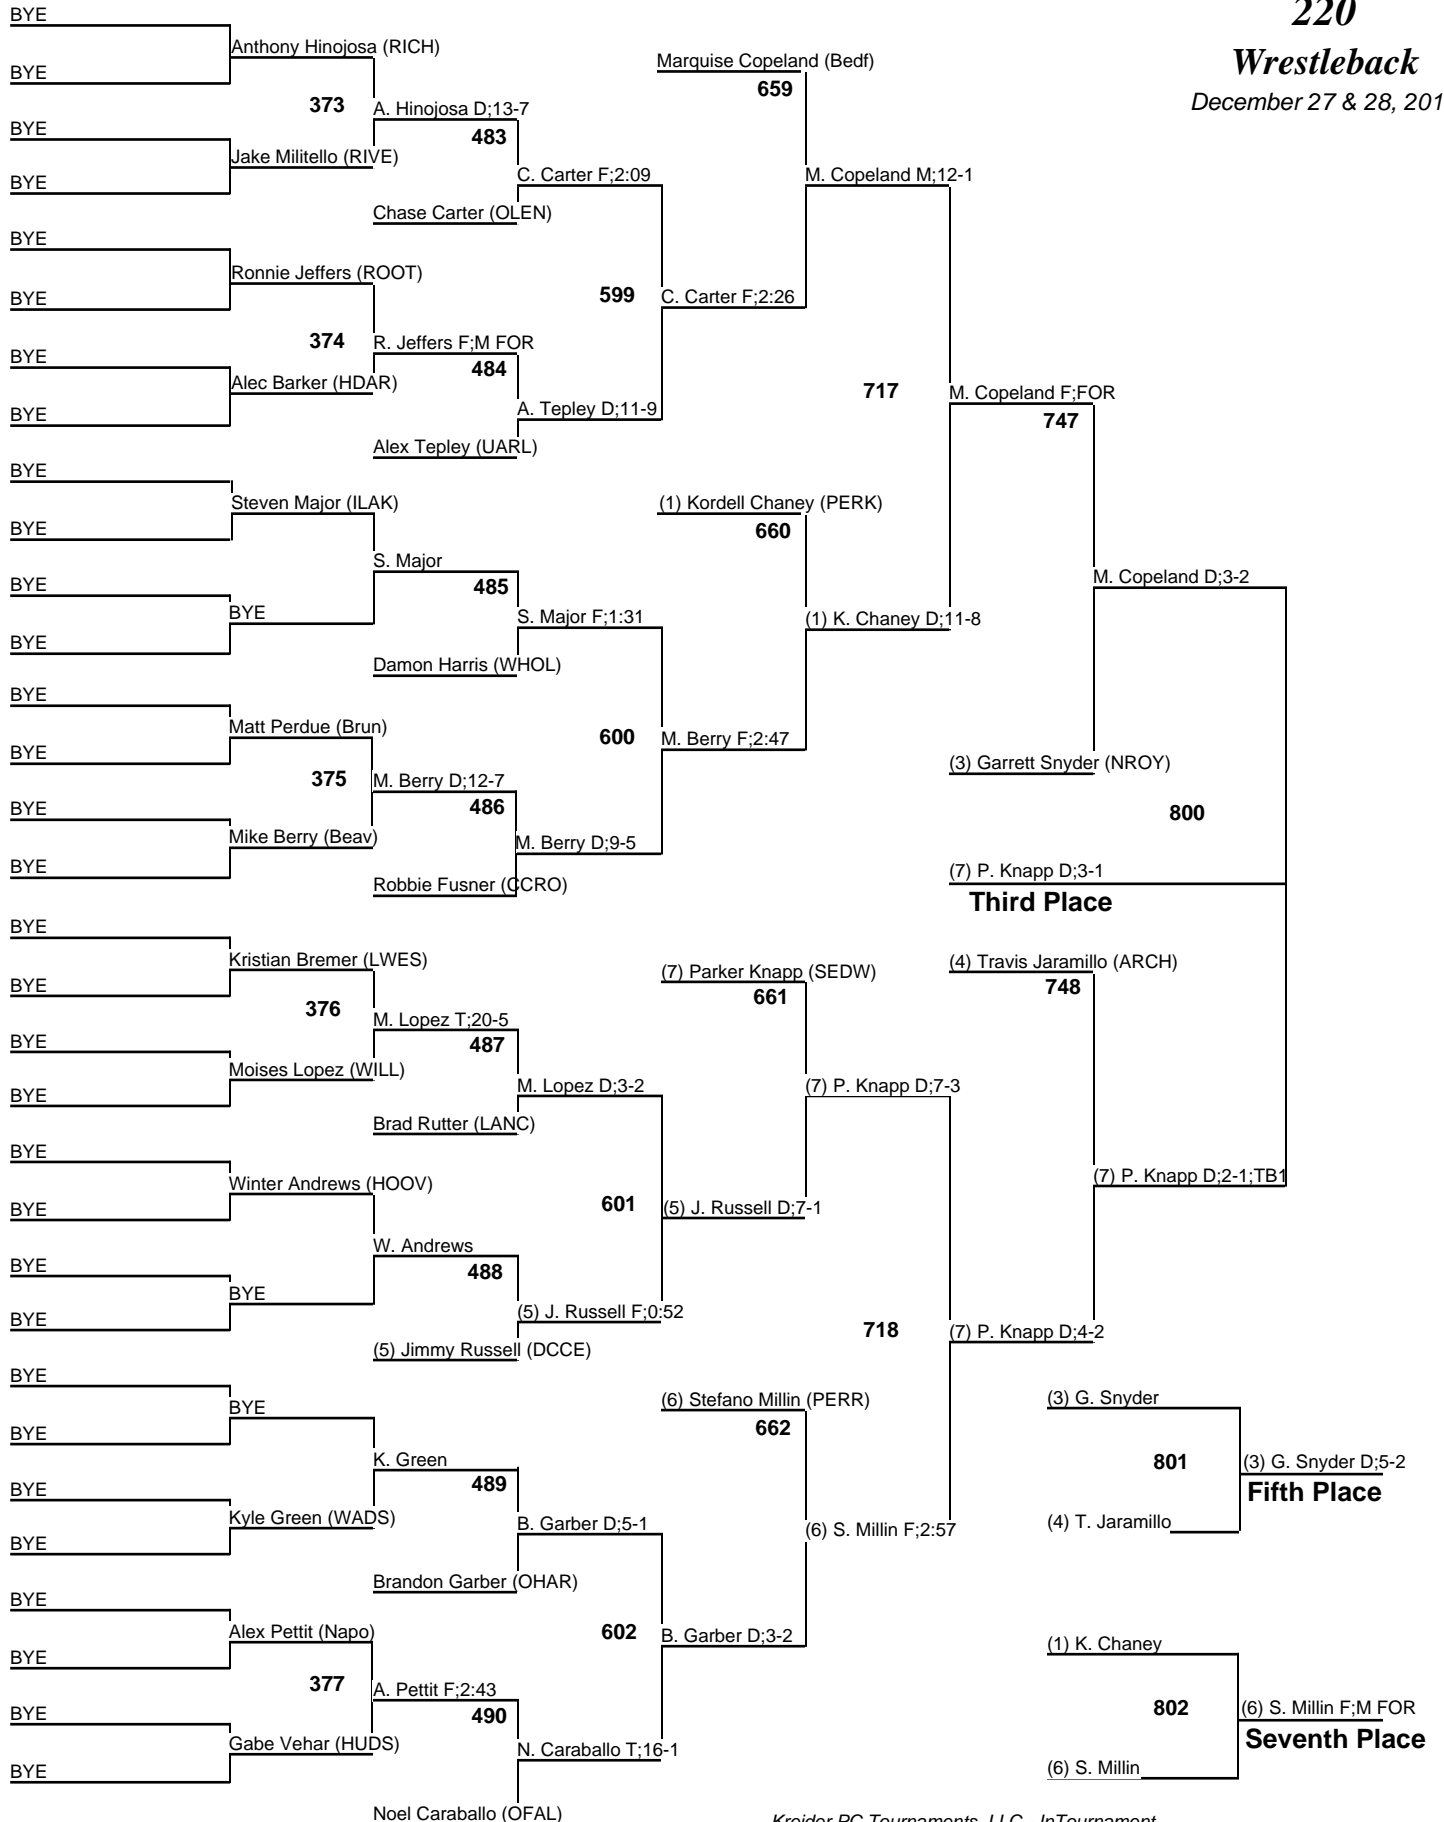 220
Wrestleback
December 27 & 28, 201
BYE
Anthony Hinojosa (RICH)
BYE
373
A. Hinojosa D;13-7
483
BYE
Jake Militello (RIVE)
BYE
C. Carter F;2:09
Chase Carter (OLEN)
BYE
Ronnie Jeffers (ROOT)
BYE
599
C. Carter F;2:26
374
R. Jeffers F;M FOR
484
BYE
Alec Barker (HDAR)
BYE
A. Tepley D;11-9
Alex Tepley (UARL)
Marquise Copeland (Bedf)
659
M. Copeland M;12-1
717
M. Copeland F;FOR
747
BYE
Steven Major (ILAK)
BYE
S. Major
485
BYE
BYE
BYE
S. Major F;1:31
Damon Harris (WHOL)
BYE
Matt Perdue (Brun)
BYE
600
M. Berry F;2:47
375
M. Berry D;12-7
486
BYE
Mike Berry (Beav)
BYE
M. Berry D;9-5
Robbie Fusner (CCRO)
(1) Kordell Chaney (PERK)
660
(1) K. Chaney D;11-8
M. Copeland D;3-2
(3) Garrett Snyder (NROY)
800
(7) P. Knapp D;3-1
Third Place
BYE
Kristian Bremer (LWES)
BYE
376
M. Lopez T;20-5
487
BYE
Moises Lopez (WILL)
BYE
M. Lopez D;3-2
Brad Rutter (LANC)
BYE
Winter Andrews (HOOV)
BYE
601
(5) J. Russell D;7-1
W. Andrews
488
BYE
BYE
BYE
(5) J. Russell F;0:52
(5) Jimmy Russell (DCCE)
(7) Parker Knapp (SEDW)
661
(7) P. Knapp D;7-3
(4) Travis Jaramillo (ARCH)
748
(7) P. Knapp D;2-1;TB1
718
(7) P. Knapp D;4-2
BYE
BYE
BYE
K. Green
489
BYE
Kyle Green (WADS)
BYE
B. Garber D;5-1
Brandon Garber (OHAR)
BYE
Alex Pettit (Napo)
BYE
602
B. Garber D;3-2
377
A. Pettit F;2:43
490
BYE
Gabe Vehar (HUDS)
BYE
N. Caraballo T;16-1
Noel Caraballo (OFAL)
(6) Stefano Millin (PERR)
662
(6) S. Millin F;2:57
(3) G. Snyder
801
(3) G. Snyder D;5-2
Fifth Place
(4) T. Jaramillo
(1) K. Chaney
802
(6) S. Millin F;M FOR
Seventh Place
(6) S. Millin
Kreider PC Tournaments, LLC - InTournament